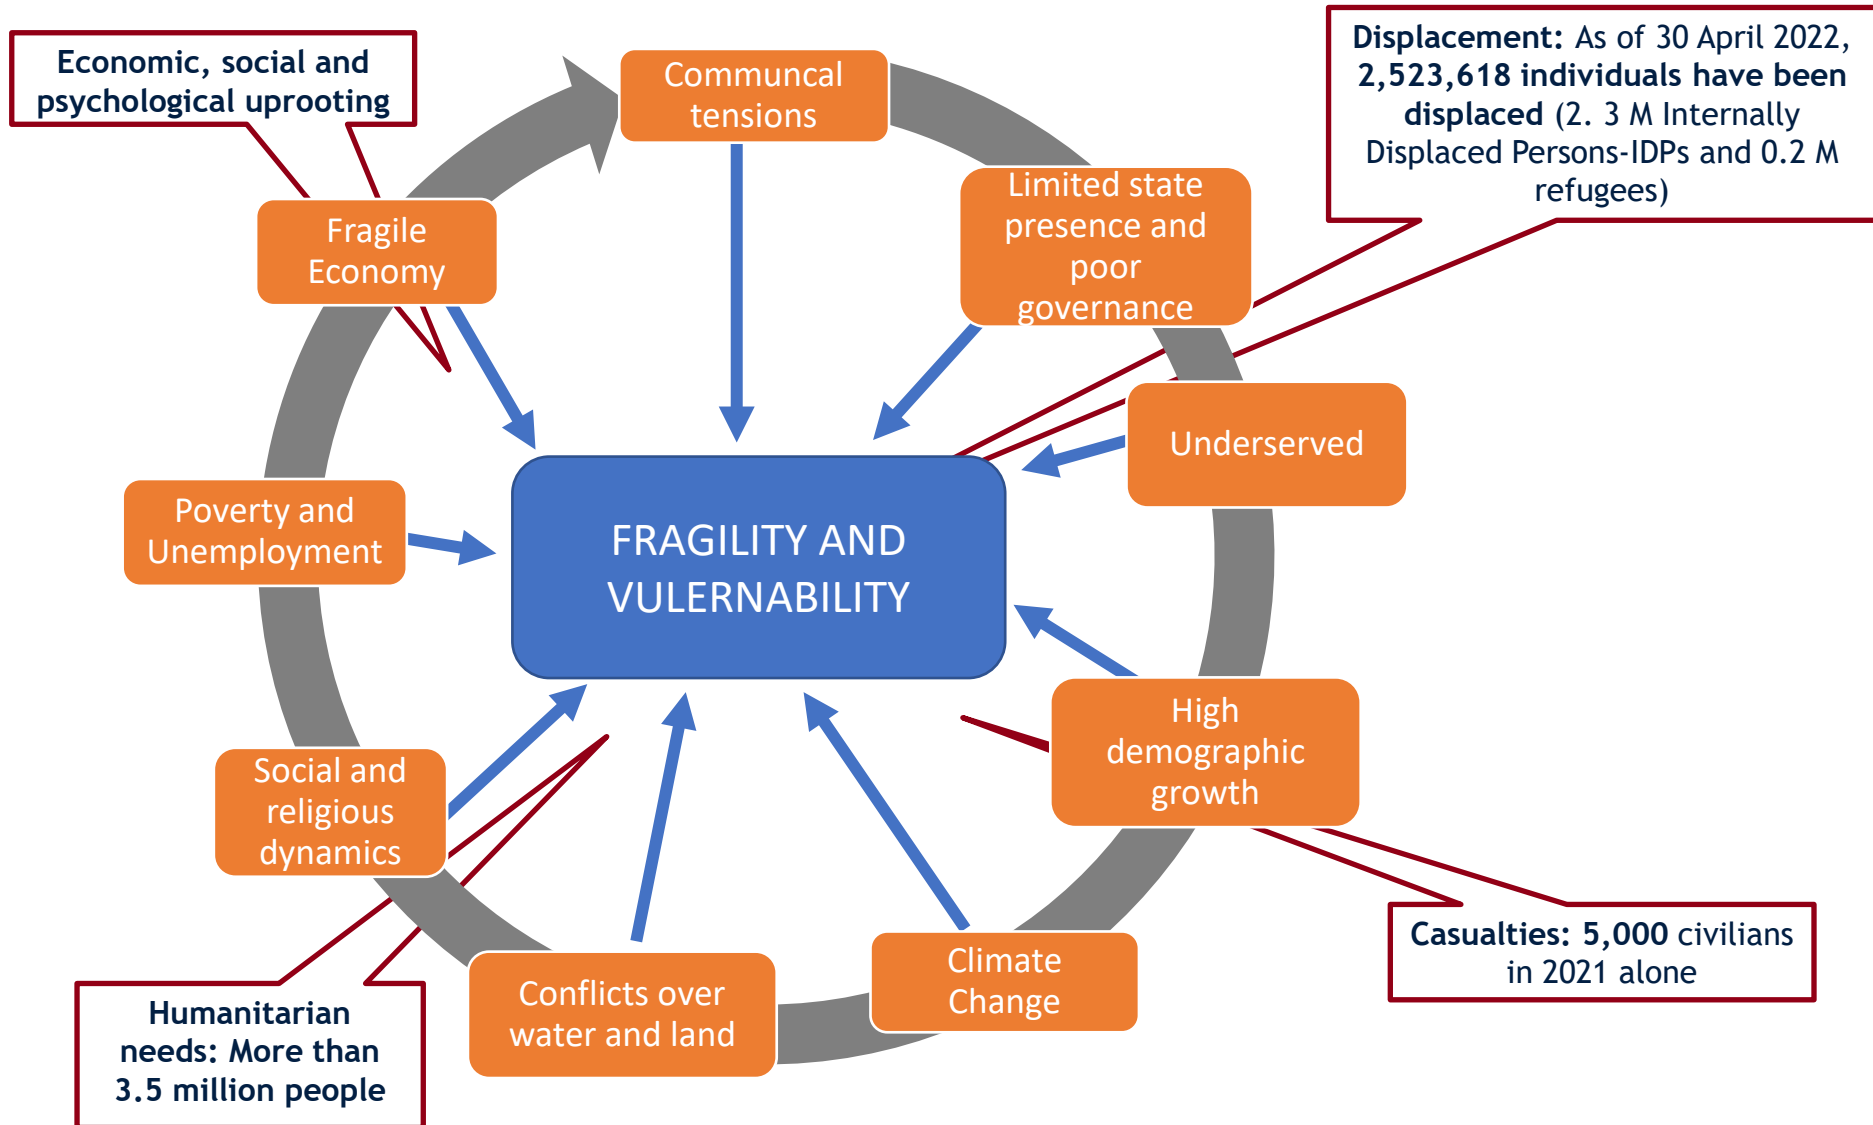 Economic, social and
psychological uprooting
Communcal
tensions
Displacement: As of 30 April 2022,
2,523,618 individuals have been
displaced (2. 3 M Internally
Displaced Persons-IDPs and 0.2 M
refugees)
Limited state
presence and
poor
governance
Fragile
Economy
Underserved
Poverty and
Unemployment
FRAGILITY AND
VULERNABILITY
High
demographic
growth
Social and
religious
dynamics
Casualties: 5,000 civilians
in 2021 alone
Climate
Change
Conflicts over
water and land
Humanitarian
needs: More than
3.5 million people